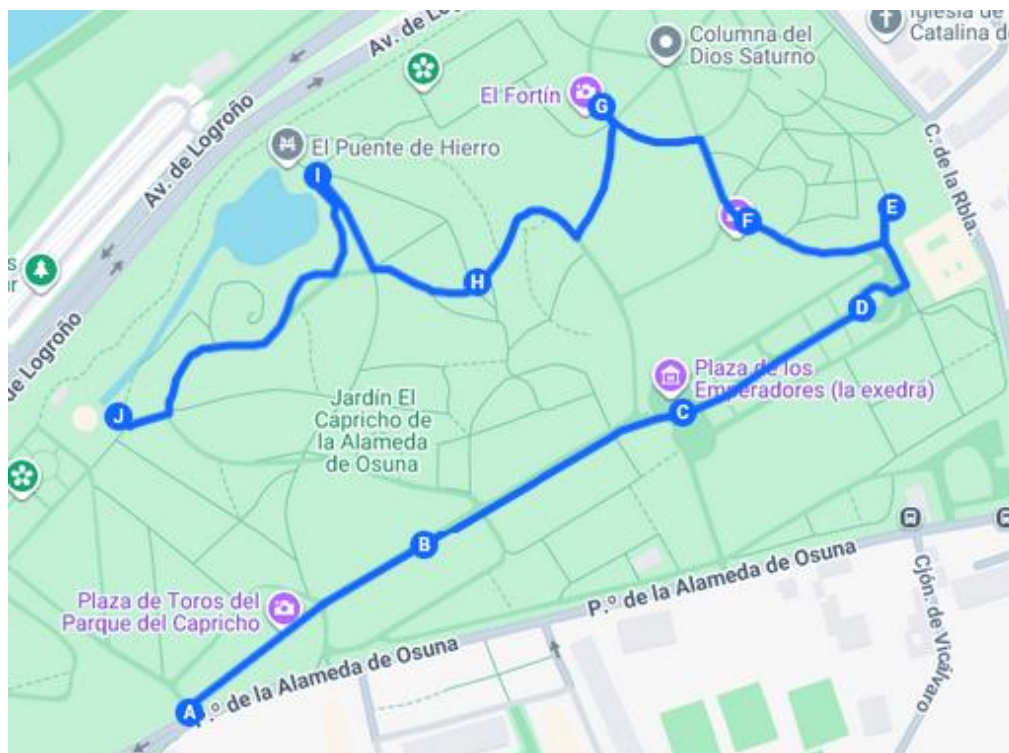 Iglesia de
Catalina de
Columna del
Dios Saturno
Av. de Logroño
El Fortín
G
El Puente de Hierro
Av. de Logroño
I
C. de la Rbla.
E
F
H
D
de Logroño
Plaza de los
Emperadores (la exedra)
C
J
Jardín El
Capricho de
la Alameda
de Osuna
B
P.º de la Alameda de Osuna
Plaza de Toros del
Parque del Capricho
Cjón. de Vicálvaro
P.º de la Alameda de Osuna
A